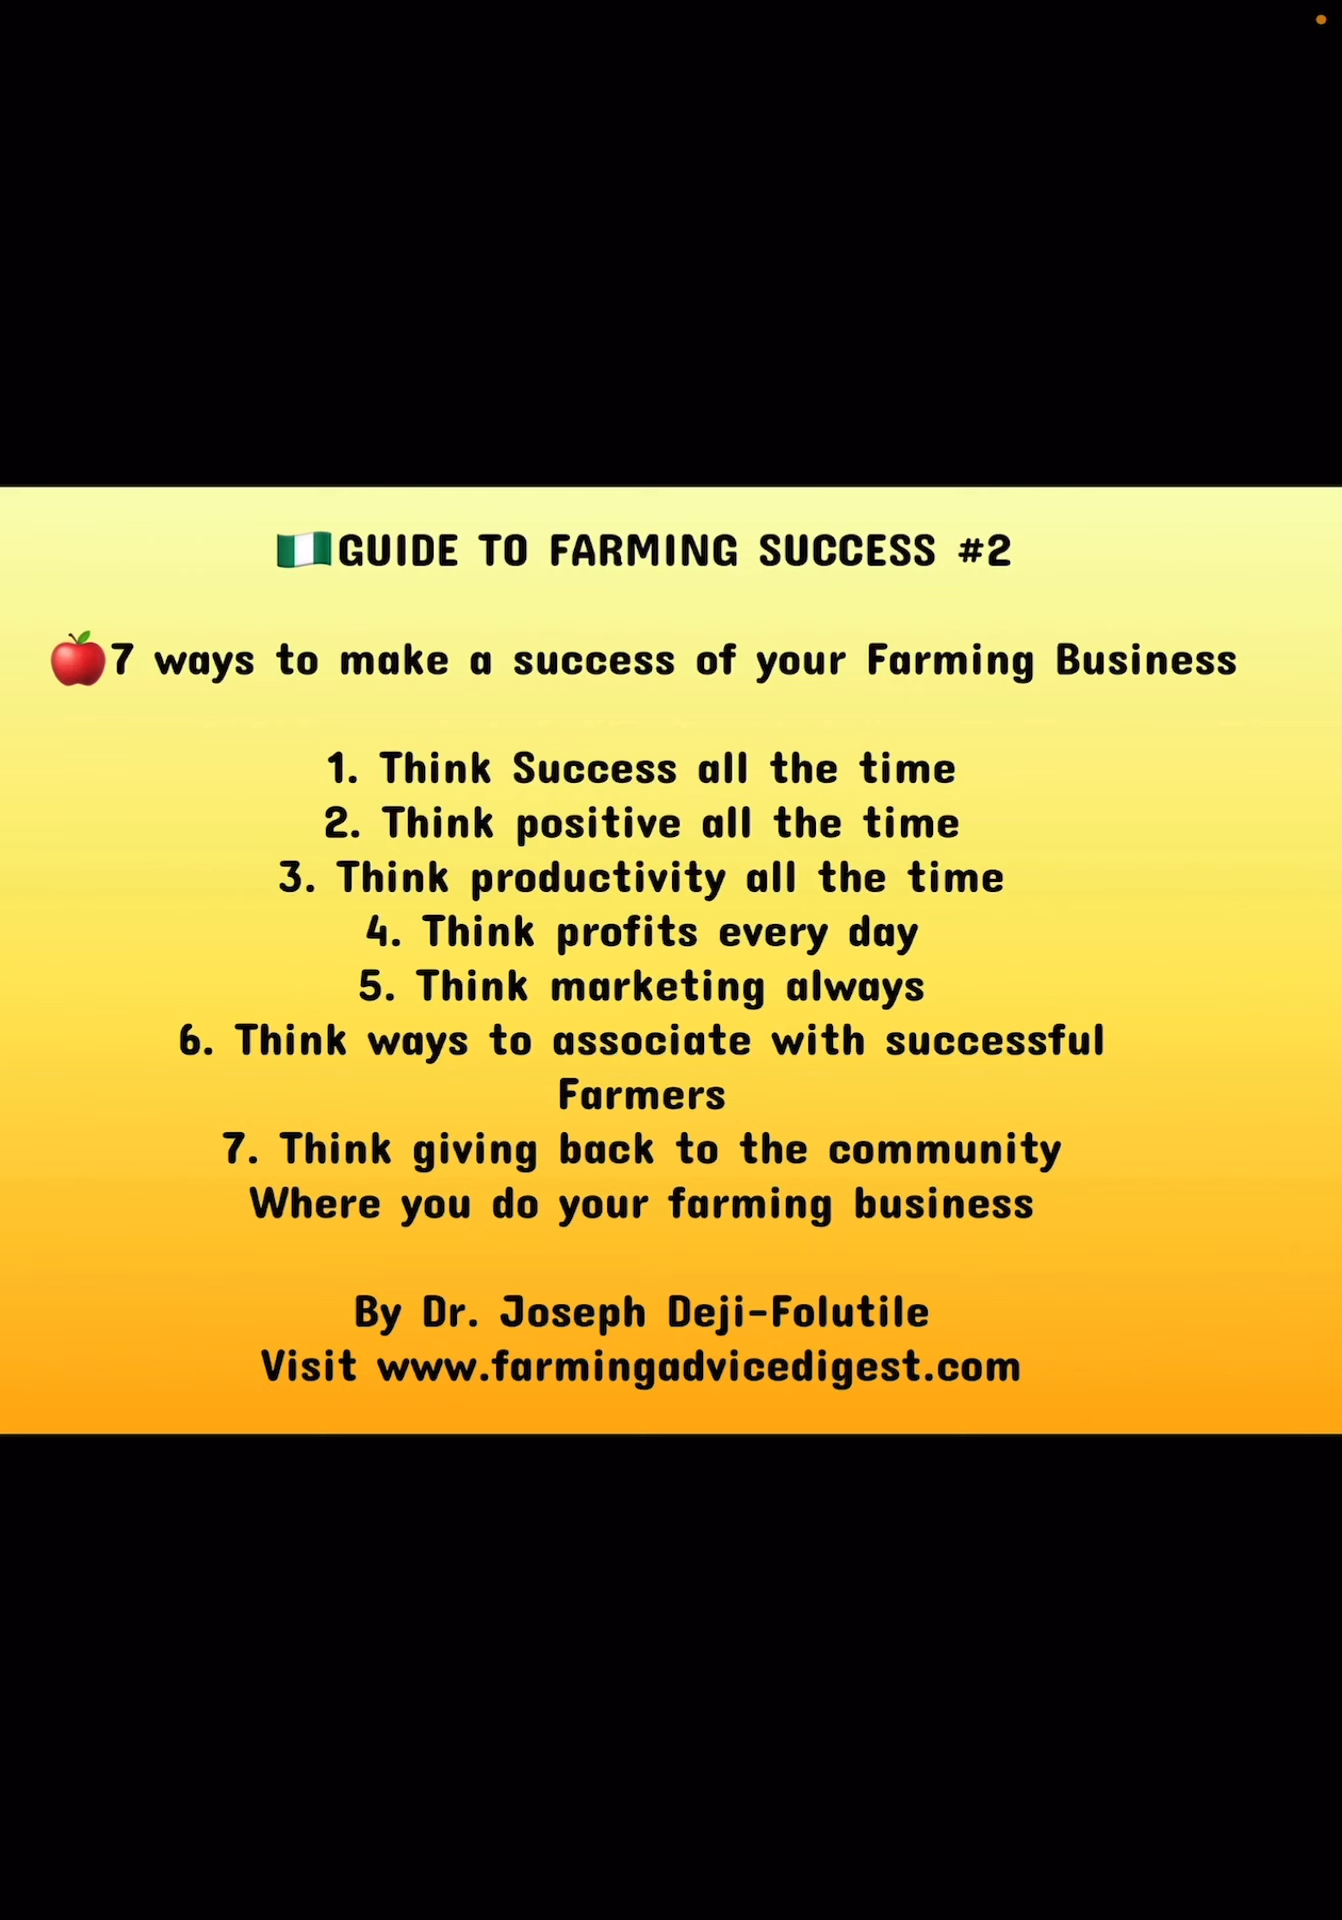 🇳🇬GUIDE TO FARMING SUCCESS #2
🍎7 ways to make a success of your Farming Business
1. Think Success all the time
2. Think positive all the time
3. Think productivity all the time
4. Think profits every day
5. Think marketing always
6. Think ways to associate with successful
Farmers
7. Think giving back to the community
Where you do your farming business
By Dr. Joseph Deji-Folutile
Visit www.farmingadvicedigest.com